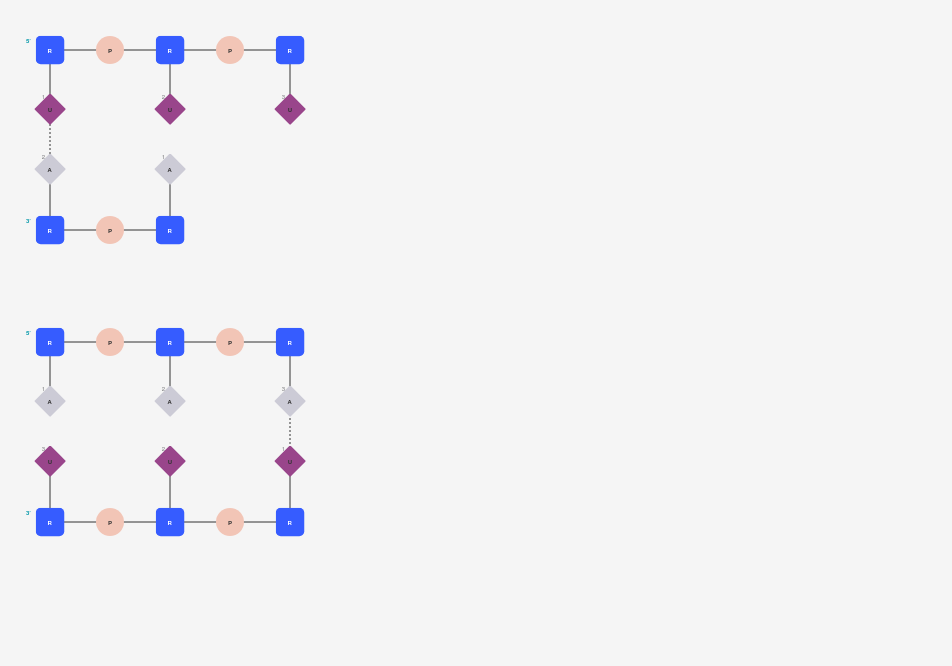 5'
R P R P R
1 2 3
U U U
2 1
A A
3'
R P R
5'
R P R P R
1 2 3
A A A
3 2 1
U U U
3'
R P R P R